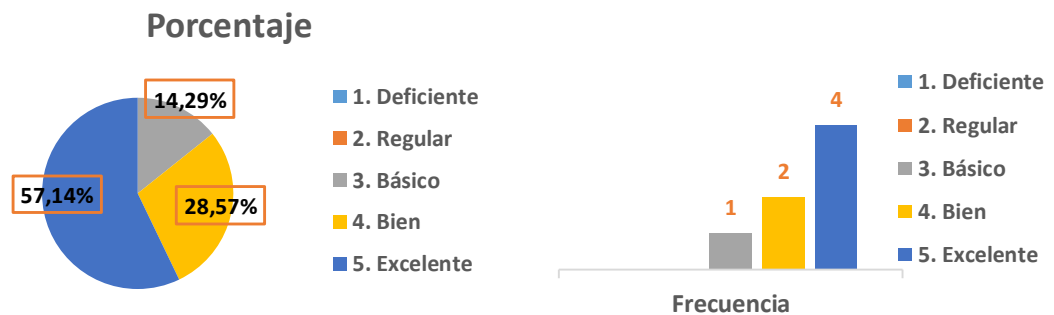 Porcentaje
14,29%
57,14%
28,57%
1. Deficiente
2. Regular
3. Básico
4. Bien
5. Excelente
1
2
4
Frecuencia
1. Deficiente
2. Regular
3. Básico
4. Bien
5. Excelente